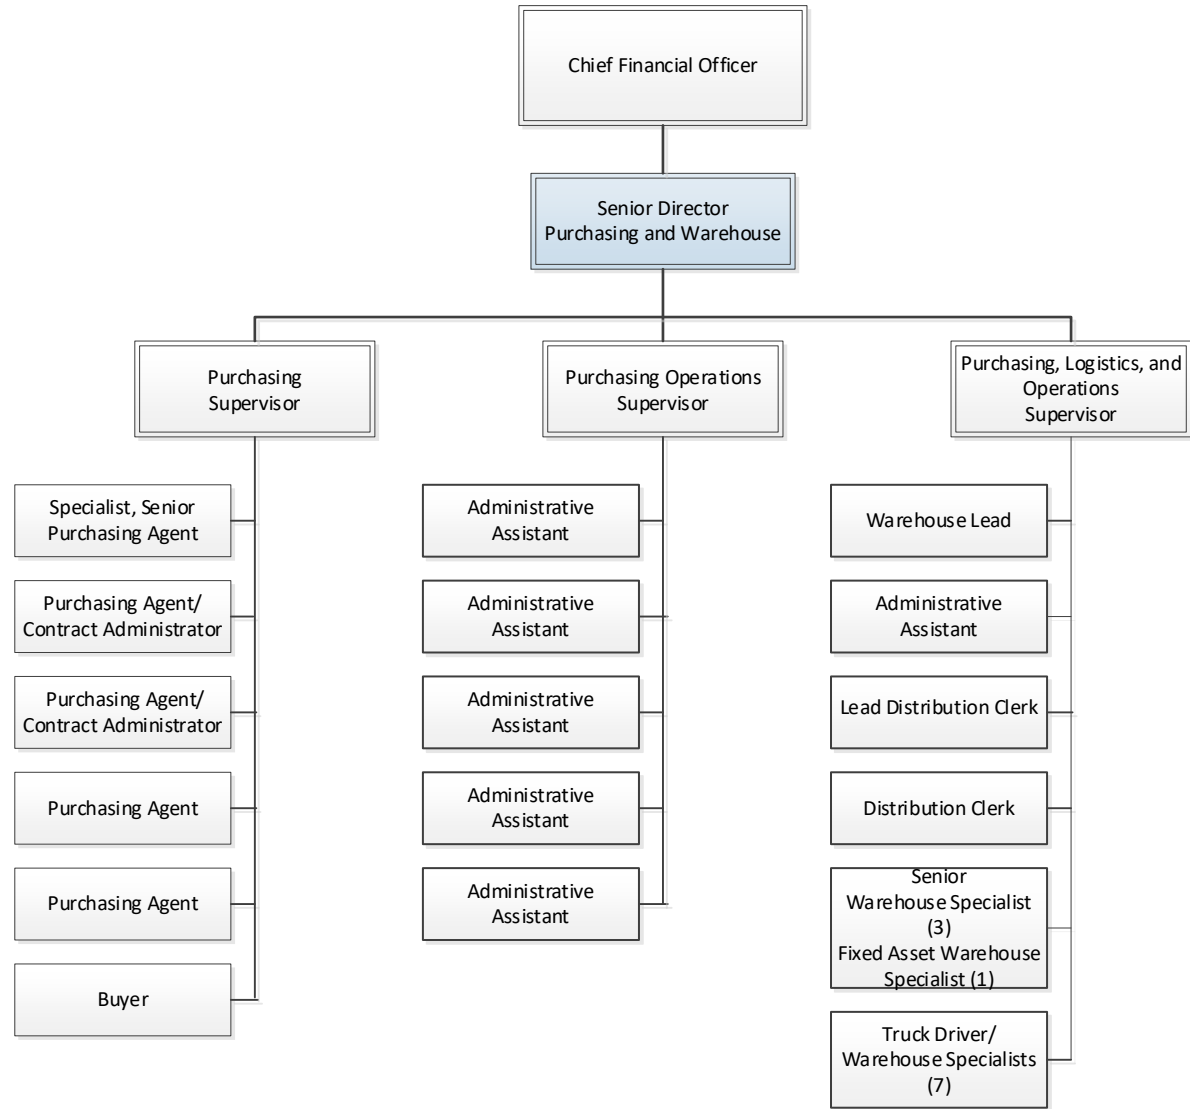 Chief Financial Officer
Senior Director
Purchasing and Warehouse
Purchasing
Supervisor
Purchasing Operations
Supervisor
Purchasing, Logistics, and
Operations
Supervisor
Specialist, Senior
Purchasing Agent
Purchasing Agent/
Contract Administrator
Purchasing Agent/
Contract Administrator
Purchasing Agent
Purchasing Agent
Buyer
Administrative
Assistant
Administrative
Assistant
Administrative
Assistant
Administrative
Assistant
Administrative
Assistant
Warehouse Lead
Administrative
Assistant
Lead Distribution Clerk
Distribution Clerk
Senior
Warehouse Specialist
(3)
Fixed Asset Warehouse
Specialist (1)
Truck Driver/
Warehouse Specialists
(7)